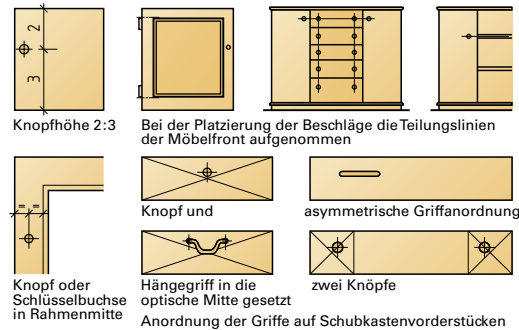 2
3
Knopfhöhe 2:3
Bei der Platzierung der Beschläge die Teilungslinien
der Möbelfront aufgenommen
= =
Knopf oder
Schlüsselbuchse
in Rahmenmitte
Knopf und
Hängegriff in die
optische Mitte gesetzt
asymmetrische Griffanordnung
zwei Knöpfe
Anordnung der Griffe auf Schubkastenvorderstücken